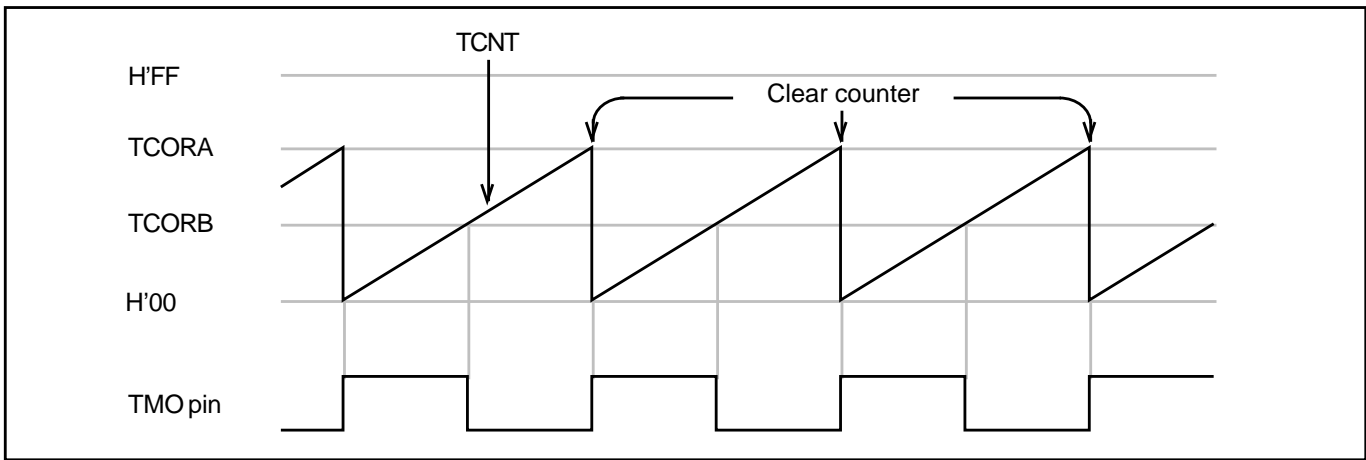 TCNT
H'FF
Clear counter
TCORA
TCORB
H'00
TMO pin